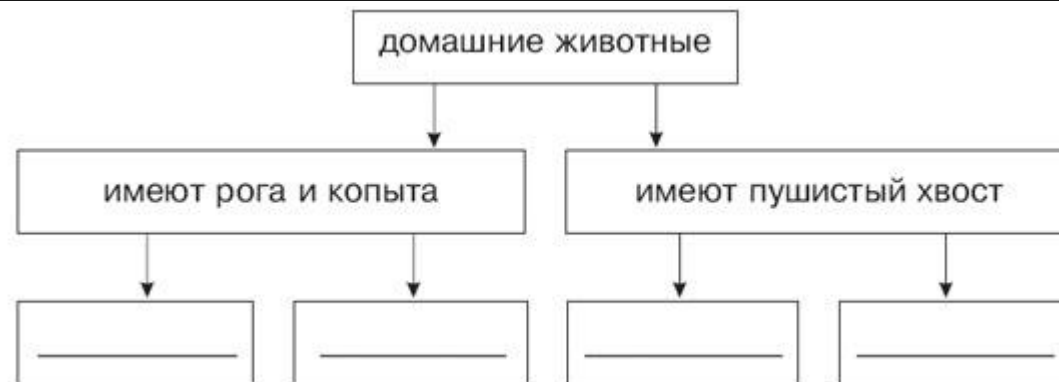 домашние животные
имеют рога и копыта
имеют пушистый хвост